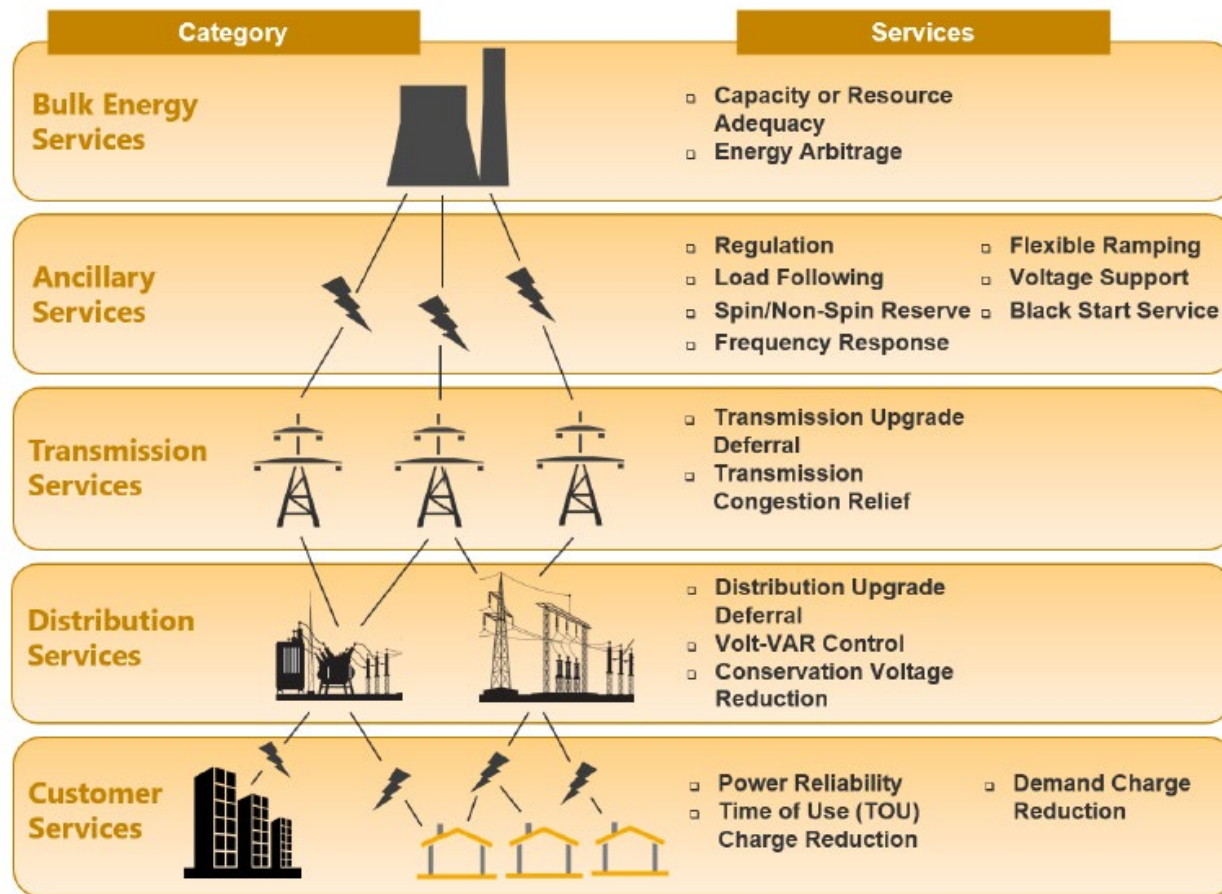 Category
Services
Bulk Energy
Services
Capacity or Resource
Adequacy
Energy Arbitrage
Ancillary
Services
Regulation
Load Following
Spin/Non-Spin Reserve
Frequency Response
Flexible Ramping
Voltage Support
Black Start Service
Transmission
Services
Transmission Upgrade
Deferral
Transmission
Congestion Relief
Distribution
Services
Distribution Upgrade
Deferral
Volt-VAR Control
Conservation Voltage
Reduction
Customer
Services
Power Reliability
Time of Use (TOU)
Charge Reduction
Demand Charge
Reduction